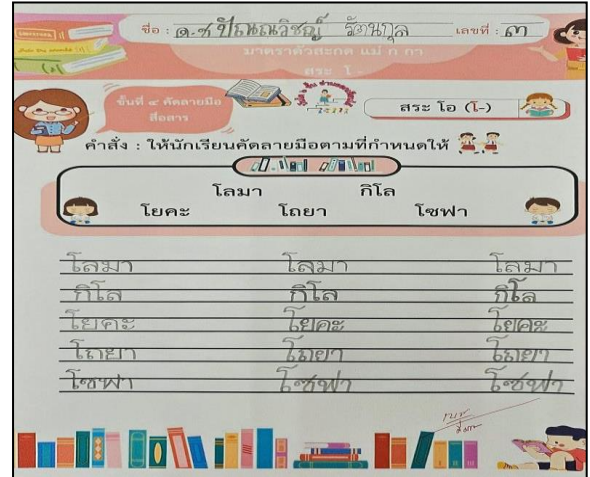 ชื่อ : ด.ช ปัณณวิชญ์ รัตนกุล เลขที่ : ๓
มาตราตัวสะกด แม่ ก กา
สระ โ -
ขั้นที่ ๔ คัดลายมือ
สื่อสาร
สระ โอ (โ-)
คำสั่ง : ให้นักเรียนคัดลายมือตามที่กำหนดให้
โลมา กิโล
โยคะ โถยา โซฟา
โลมา โลมา โลมา
กิโล กิโล กิโล
โยคะ โยคะ โยคะ
โถยา โถยา โถยา
โซฟา โซฟา โซฟา